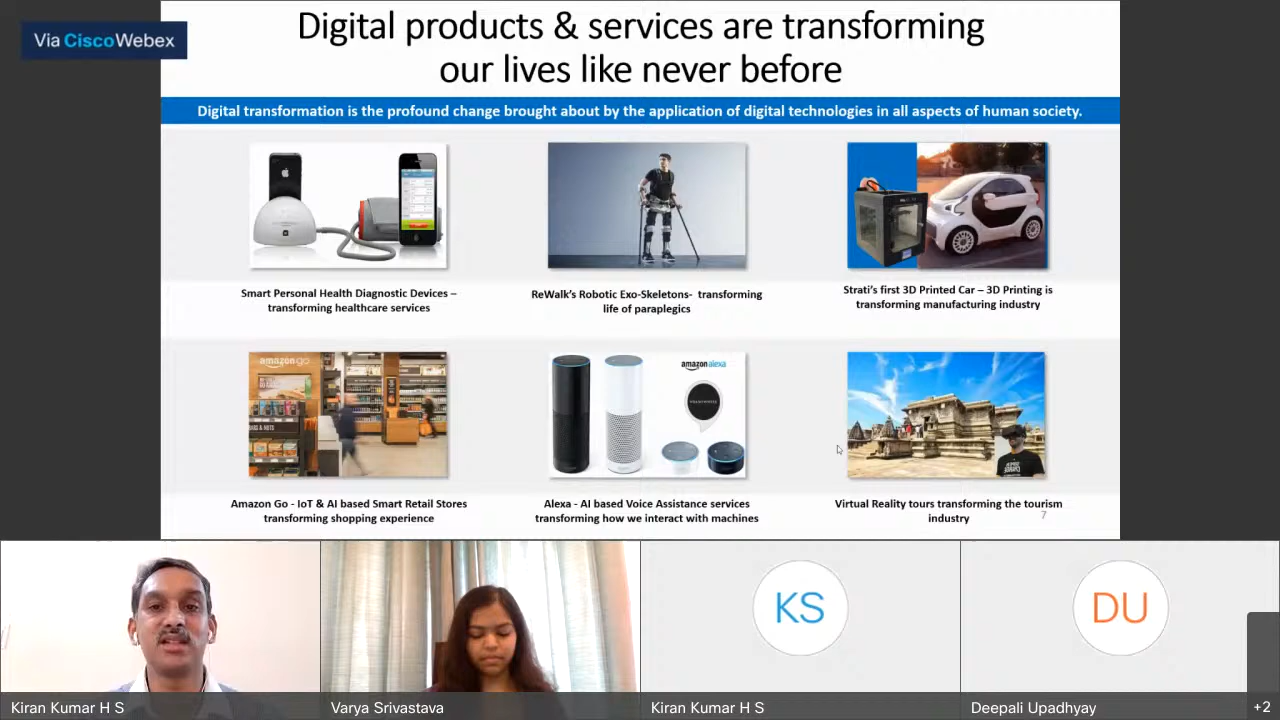 Via Cisco Webex
Digital products & services are transforming
our lives like never before
Digital transformation is the profound change brought about by the application of digital technologies in all aspects of human society.
Smart Personal Health Diagnostic Devices –
transforming healthcare services
ReWalk's Robotic Exo-Skeletons- transforming
life of paraplegics
Strati's first 3D Printed Car – 3D Printing is
transforming manufacturing industry
amazon go
amazon alexa
Amazon Go - IoT & AI based Smart Retail Stores
transforming shopping experience
Alexa - AI based Voice Assistance services
transforming how we interact with machines
Virtual Reality tours transforming the tourism
industry
7
KS
DU
Kiran Kumar H S
Varya Srivastava
Kiran Kumar H S
Deepali Upadhyay
+2